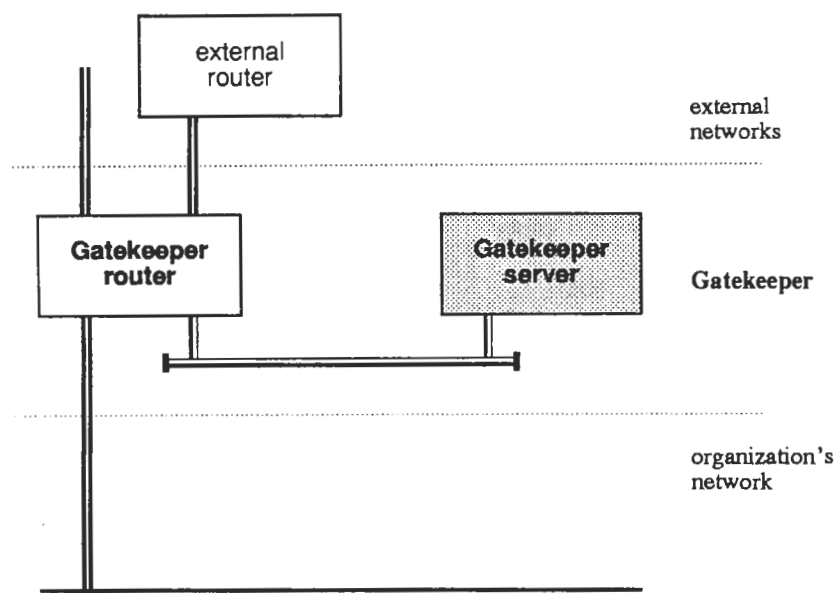 external
router
external
networks
Gatekeeper
router
Gatekeeper
server
Gatekeeper
organization's
network